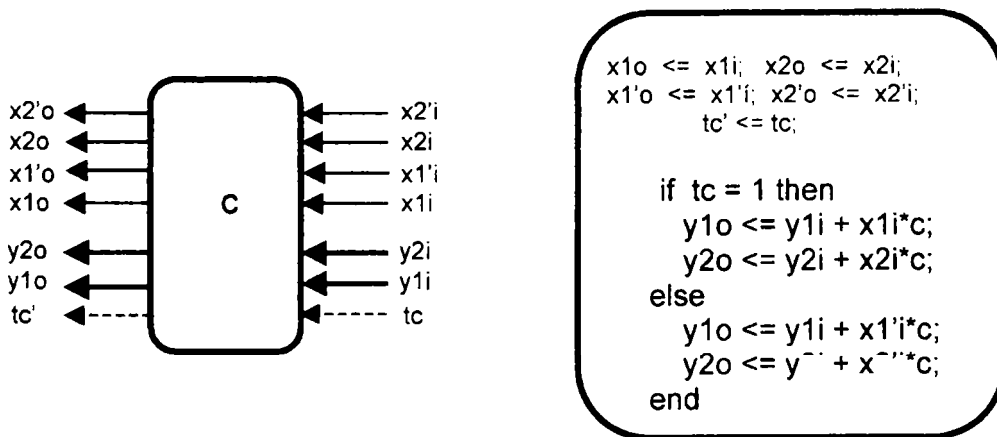 x2'o
x2o
x1'o
x1o
y2o
y1o
tc'
C
x2'i
x2i
x1'i
x1i
y2i
y1i
tc
x1o <= x1i; x2o <= x2i;
x1'o <= x1'i; x2'o <= x2'i;
tc' <= tc;
if tc = 1 then
y1o <= y1i + x1i*c;
y2o <= y2i + x2i*c;
else
y1o <= y1i + x1'i*c;
y2o <= + *c;
end